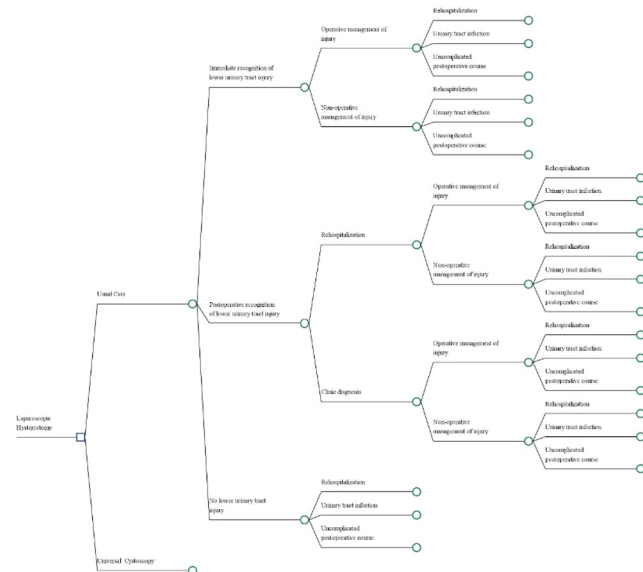 Rehospitalization
Operative management of
injury
Urinary tract infection
Uncomplicated
postoperative course
Immediate recognition of
lower urinary tract injury
Rehospitalization
Non-operative
management of injury
Urinary tract infection
Uncomplicated
postoperative course
Rehospitalization
Operative management of
injury
Urinary tract infection
Uncomplicated
postoperative course
Rehospitalization
Rehospitalization
Non-operative
management of injury
Urinary tract infection
Uncomplicated
postoperative course
Usual Care
Postoperative recognition
of lower urinary tract injury
Rehospitalization
Operative management of
injury
Urinary tract infection
Uncomplicated
postoperative course
Clinic diagnosis
Rehospitalization
Non-operative
management of injury
Urinary tract infection
Uncomplicated
postoperative course
Laparoscopic
Hysterectomy
No lower urinary tract
injury
Rehospitalization
Urinary tract infection
Uncomplicated
postoperative course
Universal Cystoscopy